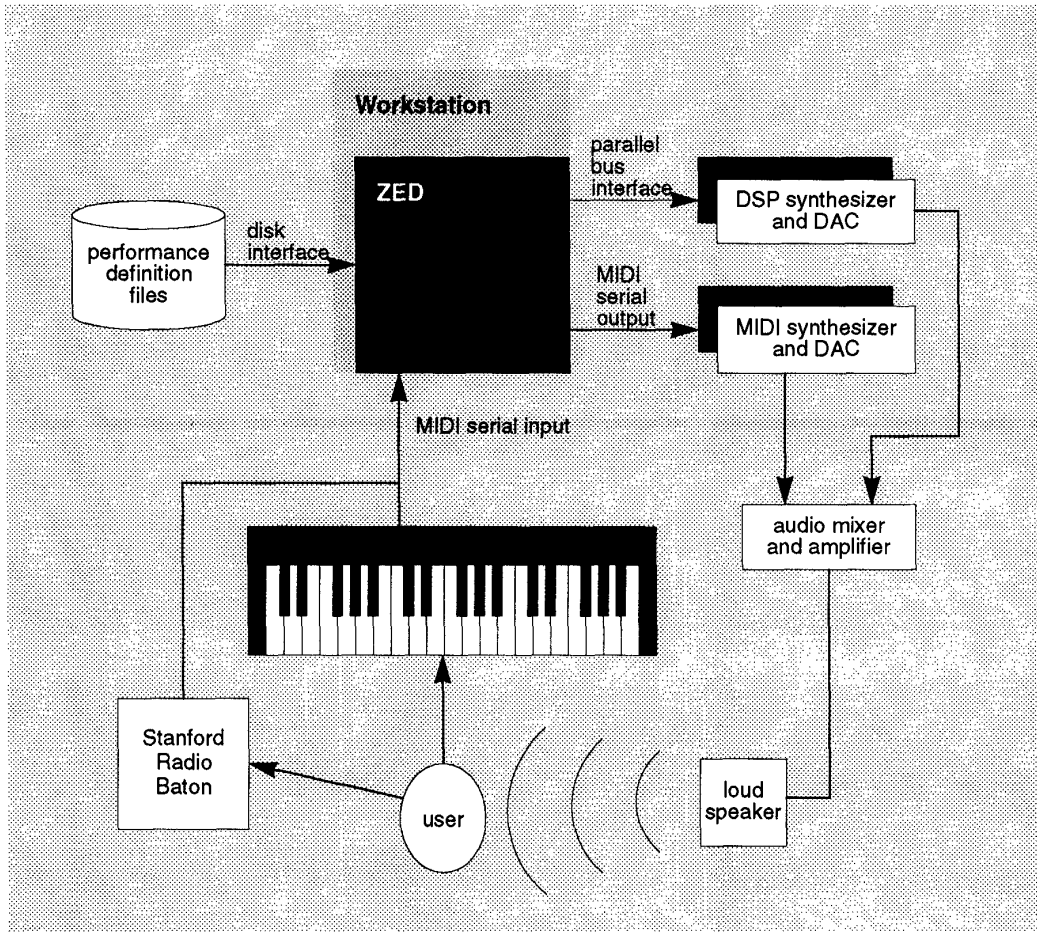 Workstation
ZED
parallel
bus
interface
DSP synthesizer
and DAC
disk
interface
performance
definition
files
MIDI
serial
output
MIDI synthesizer
and DAC
MIDI serial input
audio mixer
and amplifier
Stanford
Radio
Baton
user
loud
speaker